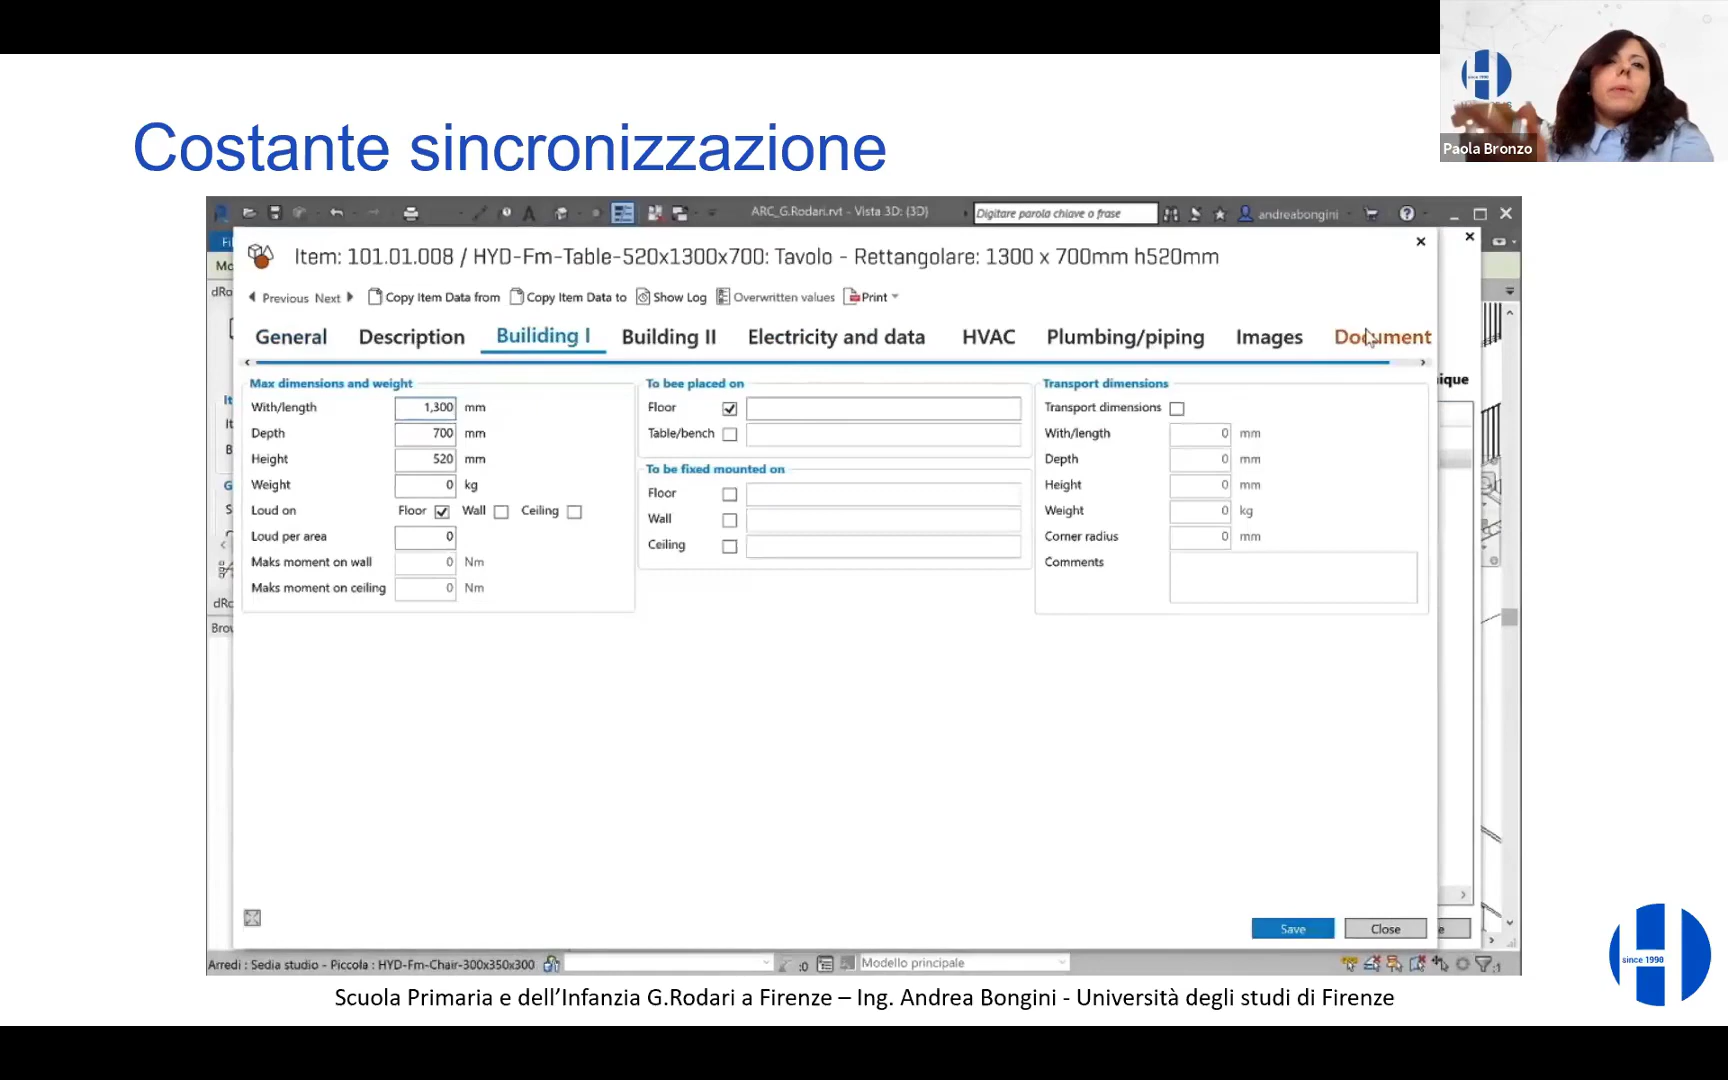 Paola Bronzo
since 1990
Costante sincronizzazione
ARC_G.Rodari.rvt - Vista 3D: {3D}
Digitare parola chiave o frase
andreabongini
Item: 101.01.008 / HYD-Fm-Table-520x1300x700: Tavolo - Rettangolare: 1300 x 700mm h520mm
Previous Next Copy Item Data from Copy Item Data to Show Log Overwritten values Print
General Description Builiding I Building II Electricity and data HVAC Plumbing/piping Images Document
Max dimensions and weight
With/length 1,300 mm
Depth 700 mm
Height 520 mm
Weight 0 kg
Loud on Floor Wall Ceiling
Loud per area 0
Maks moment on wall 0 Nm
Maks moment on ceiling 0 Nm
To bee placed on
Floor
Table/bench
To be fixed mounted on
Floor
Wall
Ceiling
Transport dimensions
Transport dimensions
With/length 0 mm
Depth 0 mm
Height 0 mm
Weight 0 kg
Corner radius 0 mm
Comments
Save Close
Arredi : Sedia studio - Piccola : HYD-Fm-Chair-300x350x300
:0
Modello principale
:1
Scuola Primaria e dell’Infanzia G.Rodari a Firenze – Ing. Andrea Bongini - Università degli studi di Firenze
since 1990